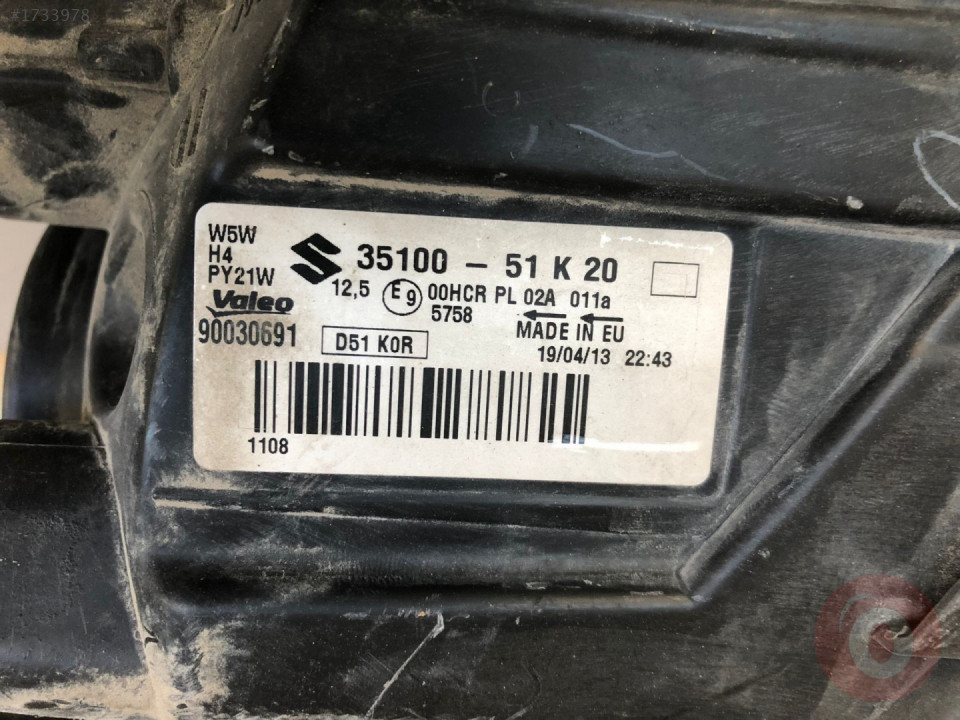 #1733978
W5W
H4
PY21W
35100 - 51 K 20
12,5 E9 00HCR PL 02A 011a
5758
Valeo
MADE IN EU
90030691
D51 K0R
19/04/13 22:43
1108